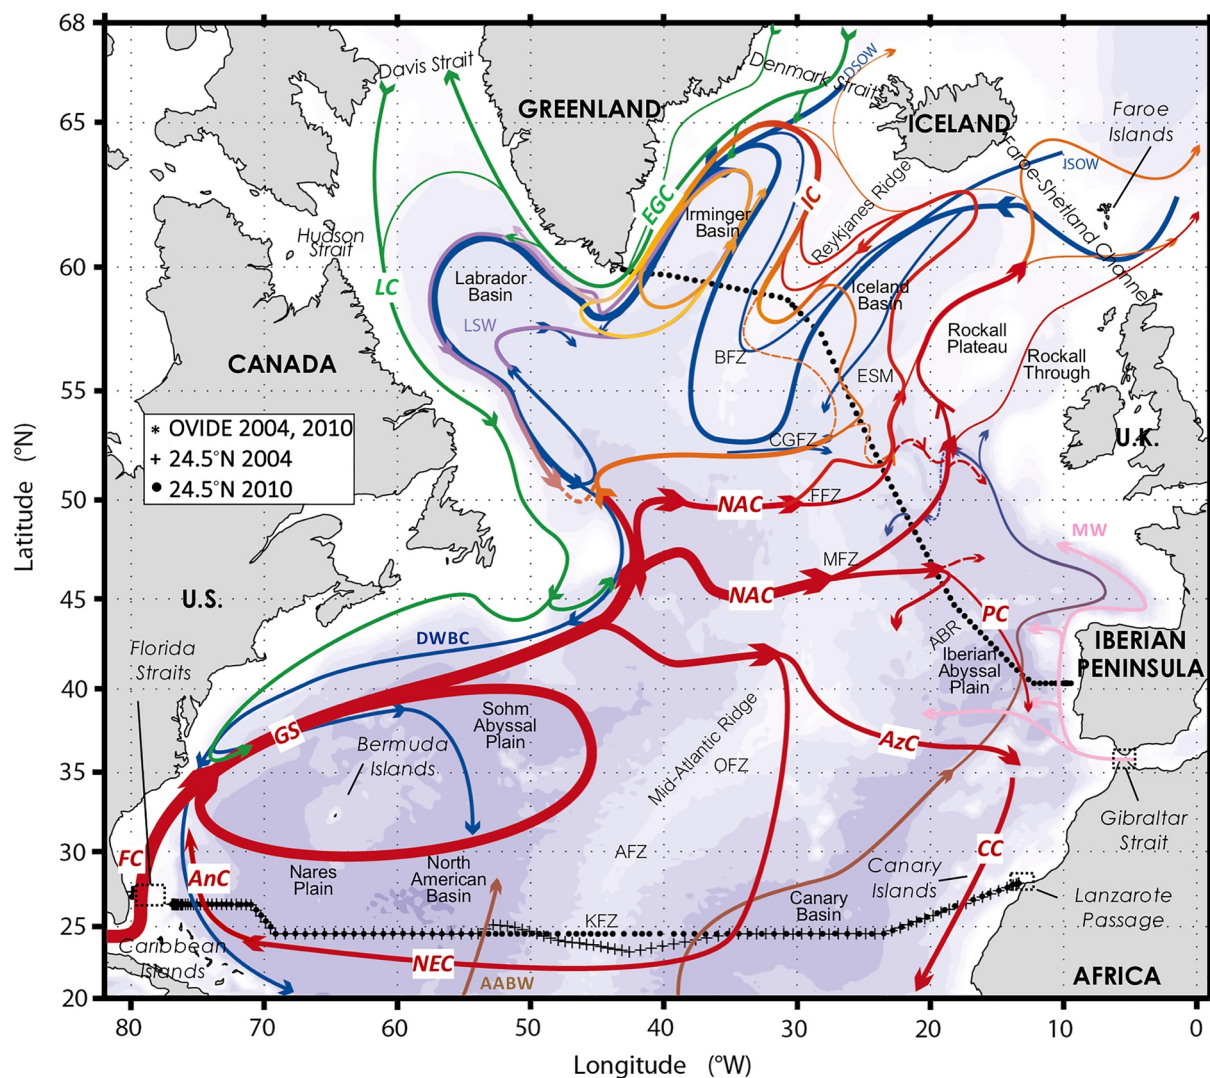 68
65
60
55
50
45
40
35
30
25
20
Latitude (°N)
80
70
60
50
40
30
20
10
0
Longitude (°W)
Davis Strait
GREENLAND
Denmark Strait
DSOW
ICELAND
Faroe
Islands
ISOW
Faroe-Shetland Channel
EGC
IC
Irminger
Basin
Reykjanes Ridge
Hudson
Strait
LC
Labrador
Basin
LSW
Iceland
Basin
Rockall
Plateau
Rockall
Through
CANADA
BFZ
ESM
CGFZ
U.K.
* OVIDE 2004, 2010
+ 24.5°N 2004
● 24.5°N 2010
NAC
FFZ
MW
MFZ
NAC
U.S.
PC
DWBC
ABR
IBERIAN
PENINSULA
Iberian
Abyssal
Plain
Florida
Straits
GS
Sohm
Abyssal
Plain
Bermuda
Islands
Mid-Atlantic Ridge
OFZ
AzC
Gibraltar
Strait
FC
AnC
Nares
Plain
North
American
Basin
AFZ
CC
Canary
Islands
Canary
Basin
Lanzarote
Passage
KFZ
Caribbean
Islands
NEC
AABW
AFRICA